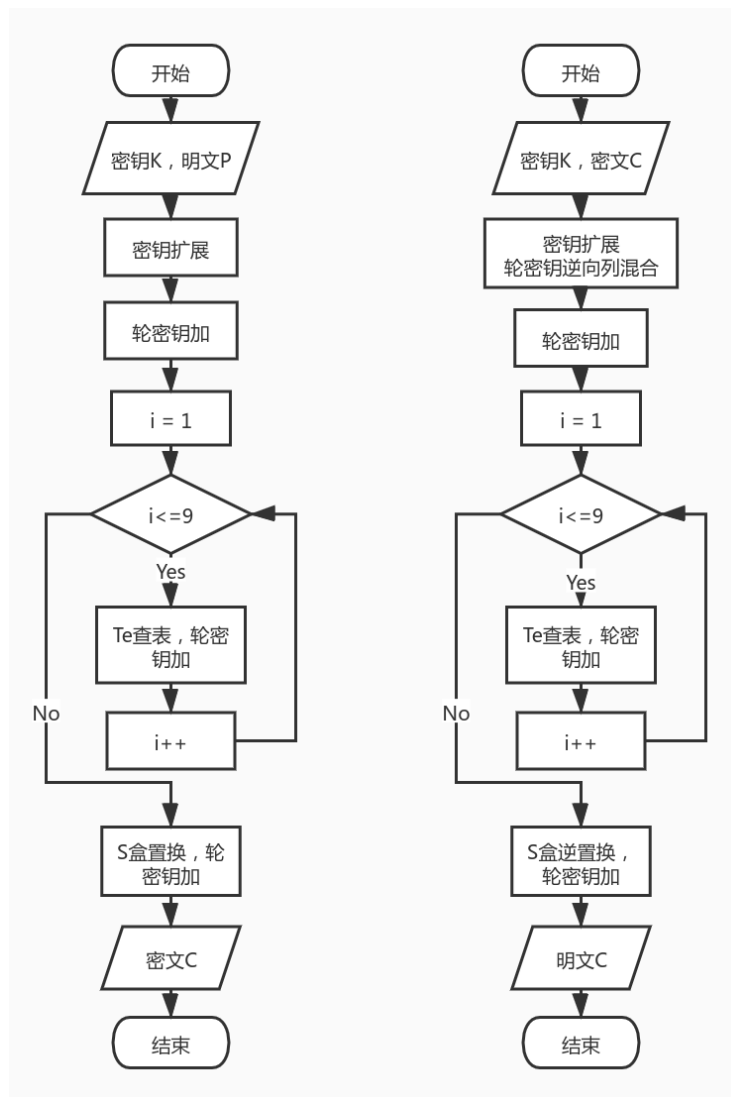 开始
密钥K，明文P
密钥扩展
轮密钥加
i = 1
i<=9
Yes
Te查表，轮密
钥加
No
i++
S盒置换，轮
密钥加
密文C
结束
开始
密钥K，密文C
密钥扩展
轮密钥逆向列混合
轮密钥加
i = 1
i<=9
Yes
Te查表，轮密
钥加
No
i++
S盒逆置换，
轮密钥加
明文C
结束